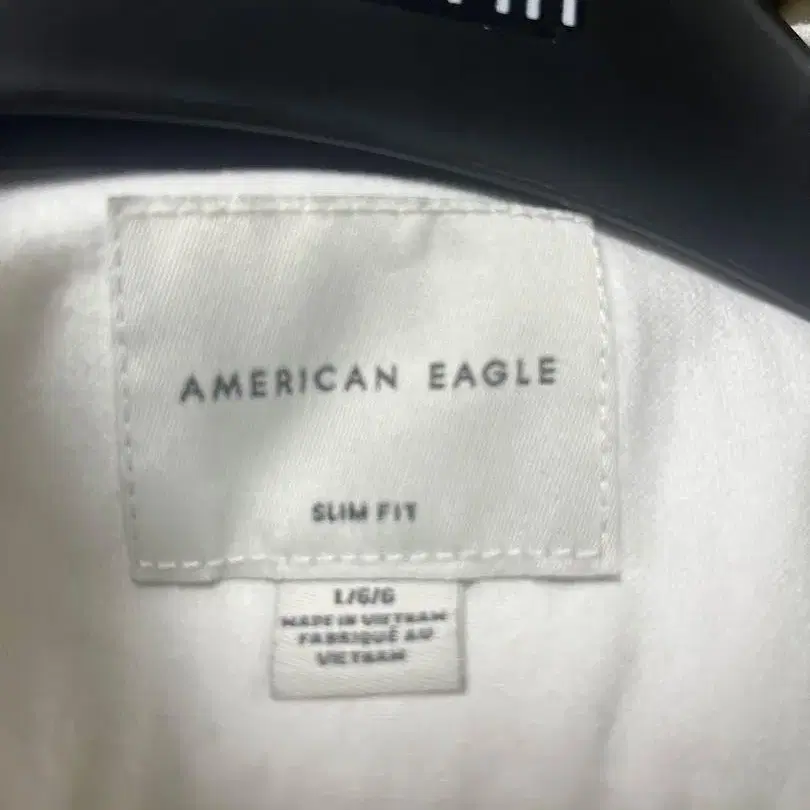 AMERICAN EAGLE
SLIM FIT
L/G/G
MADE IN VIETNAM
FABRIQUÉ AU
VIETNAM